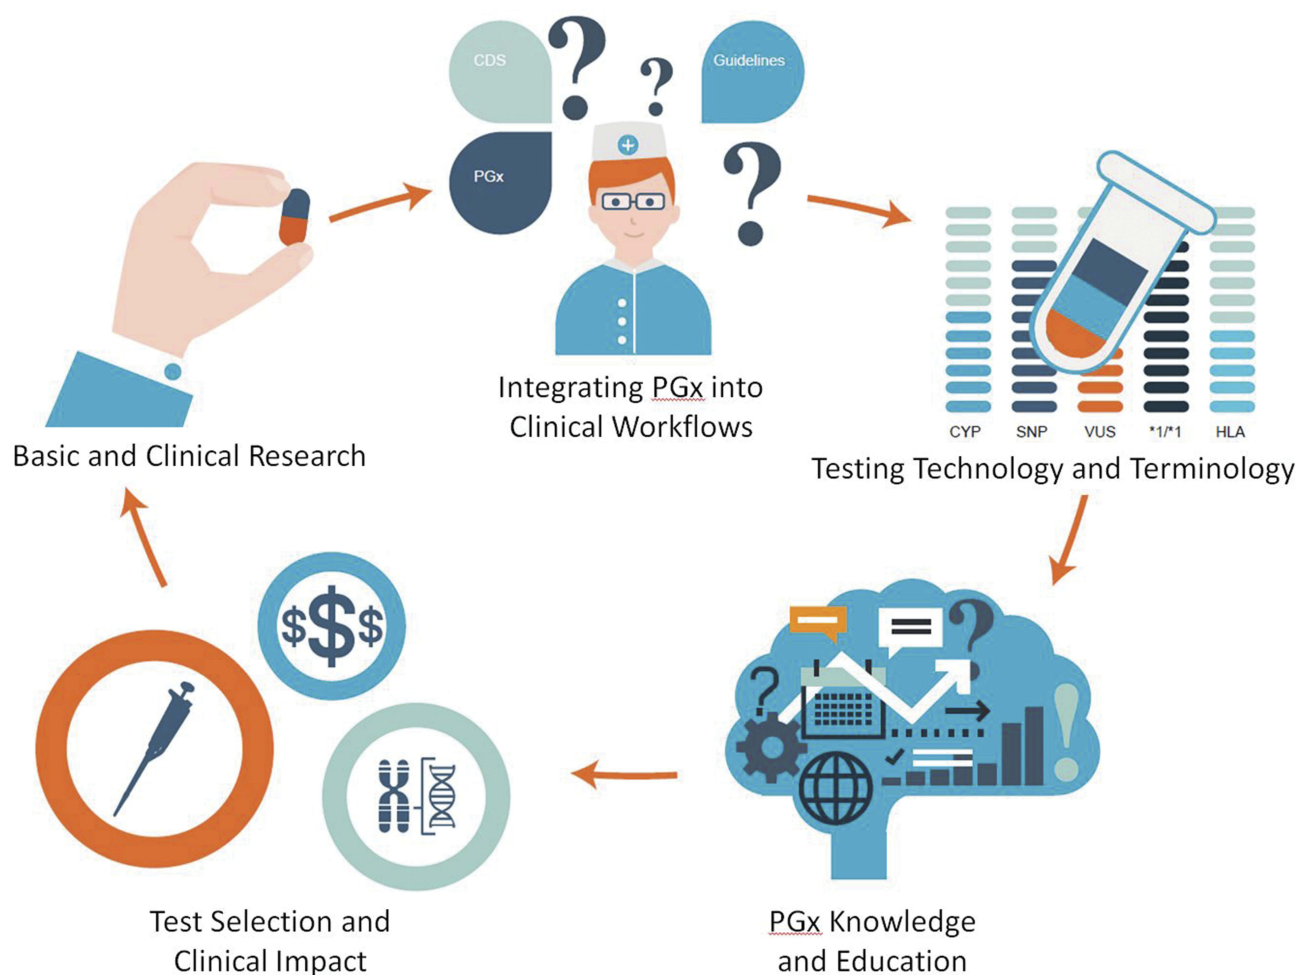 CDS
Guidelines
PGx
Integrating PGx into
Clinical Workflows
Basic and Clinical Research
CYP SNP VUS *1/*1 HLA
Testing Technology and Terminology
$$$
Test Selection and
Clinical Impact
PGx Knowledge
and Education